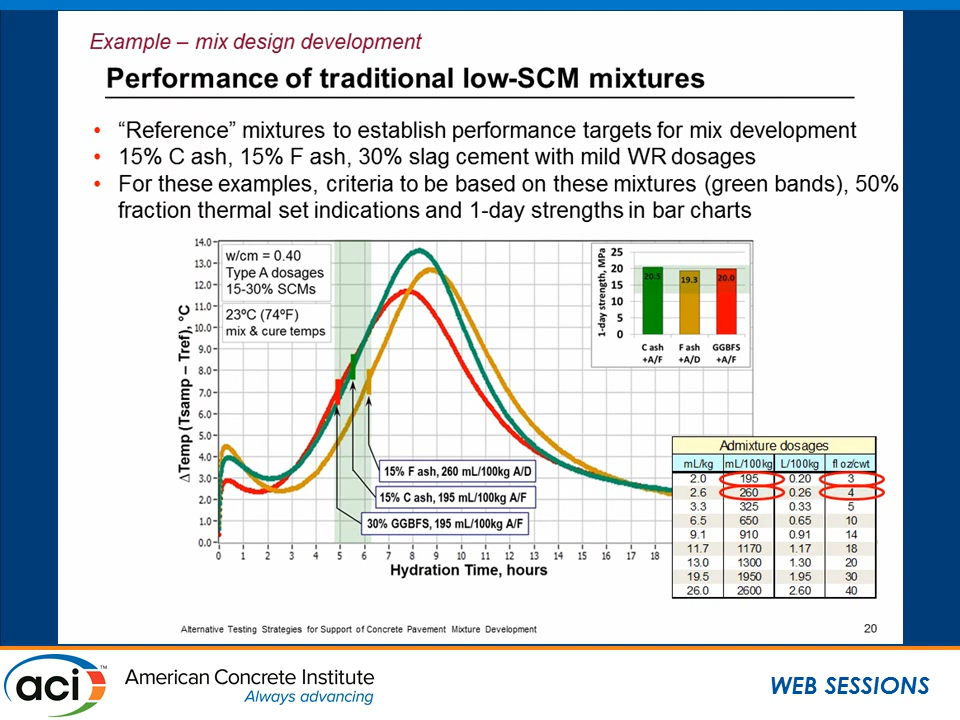 Example – mix design development
Performance of traditional low-SCM mixtures
• “Reference” mixtures to establish performance targets for mix development
• 15% C ash, 15% F ash, 30% slag cement with mild WR dosages
• For these examples, criteria to be based on these mixtures (green bands), 50%
fraction thermal set indications and 1-day strengths in bar charts
ΔTemp (Tsamp – Tref), °C
14.0
13.0
12.0
11.0
10.0
9.0
8.0
7.0
6.0
5.0
4.0
3.0
2.0
1.0
0.0
w/cm = 0.40
Type A dosages
15-30% SCMs
23ºC (74ºF)
mix & cure temps
1-day strength, MPa
25
20
15
10
5
0
20.5 19.3 20.0
C ash F ash GGBFS
+A/F +A/D +A/F
15% F ash, 260 mL/100kg A/D
15% C ash, 195 mL/100kg A/F
30% GGBFS, 195 mL/100kg A/F
0 1 2 3 4 5 6 7 8 9 10 11 12 13 14 15 16 17 18
Hydration Time, hours
Admixture dosages
mL/kg mL/100kg L/100kg fl oz/cwt
2.0 195 0.20 3
2.6 260 0.26 4
3.3 325 0.33 5
6.5 650 0.65 10
9.1 910 0.91 14
11.7 1170 1.17 18
13.0 1300 1.30 20
19.5 1950 1.95 30
26.0 2600 2.60 40
Alternative Testing Strategies for Support of Concrete Pavement Mixture Development
20
aci™
American Concrete Institute
Always advancing
WEB SESSIONS